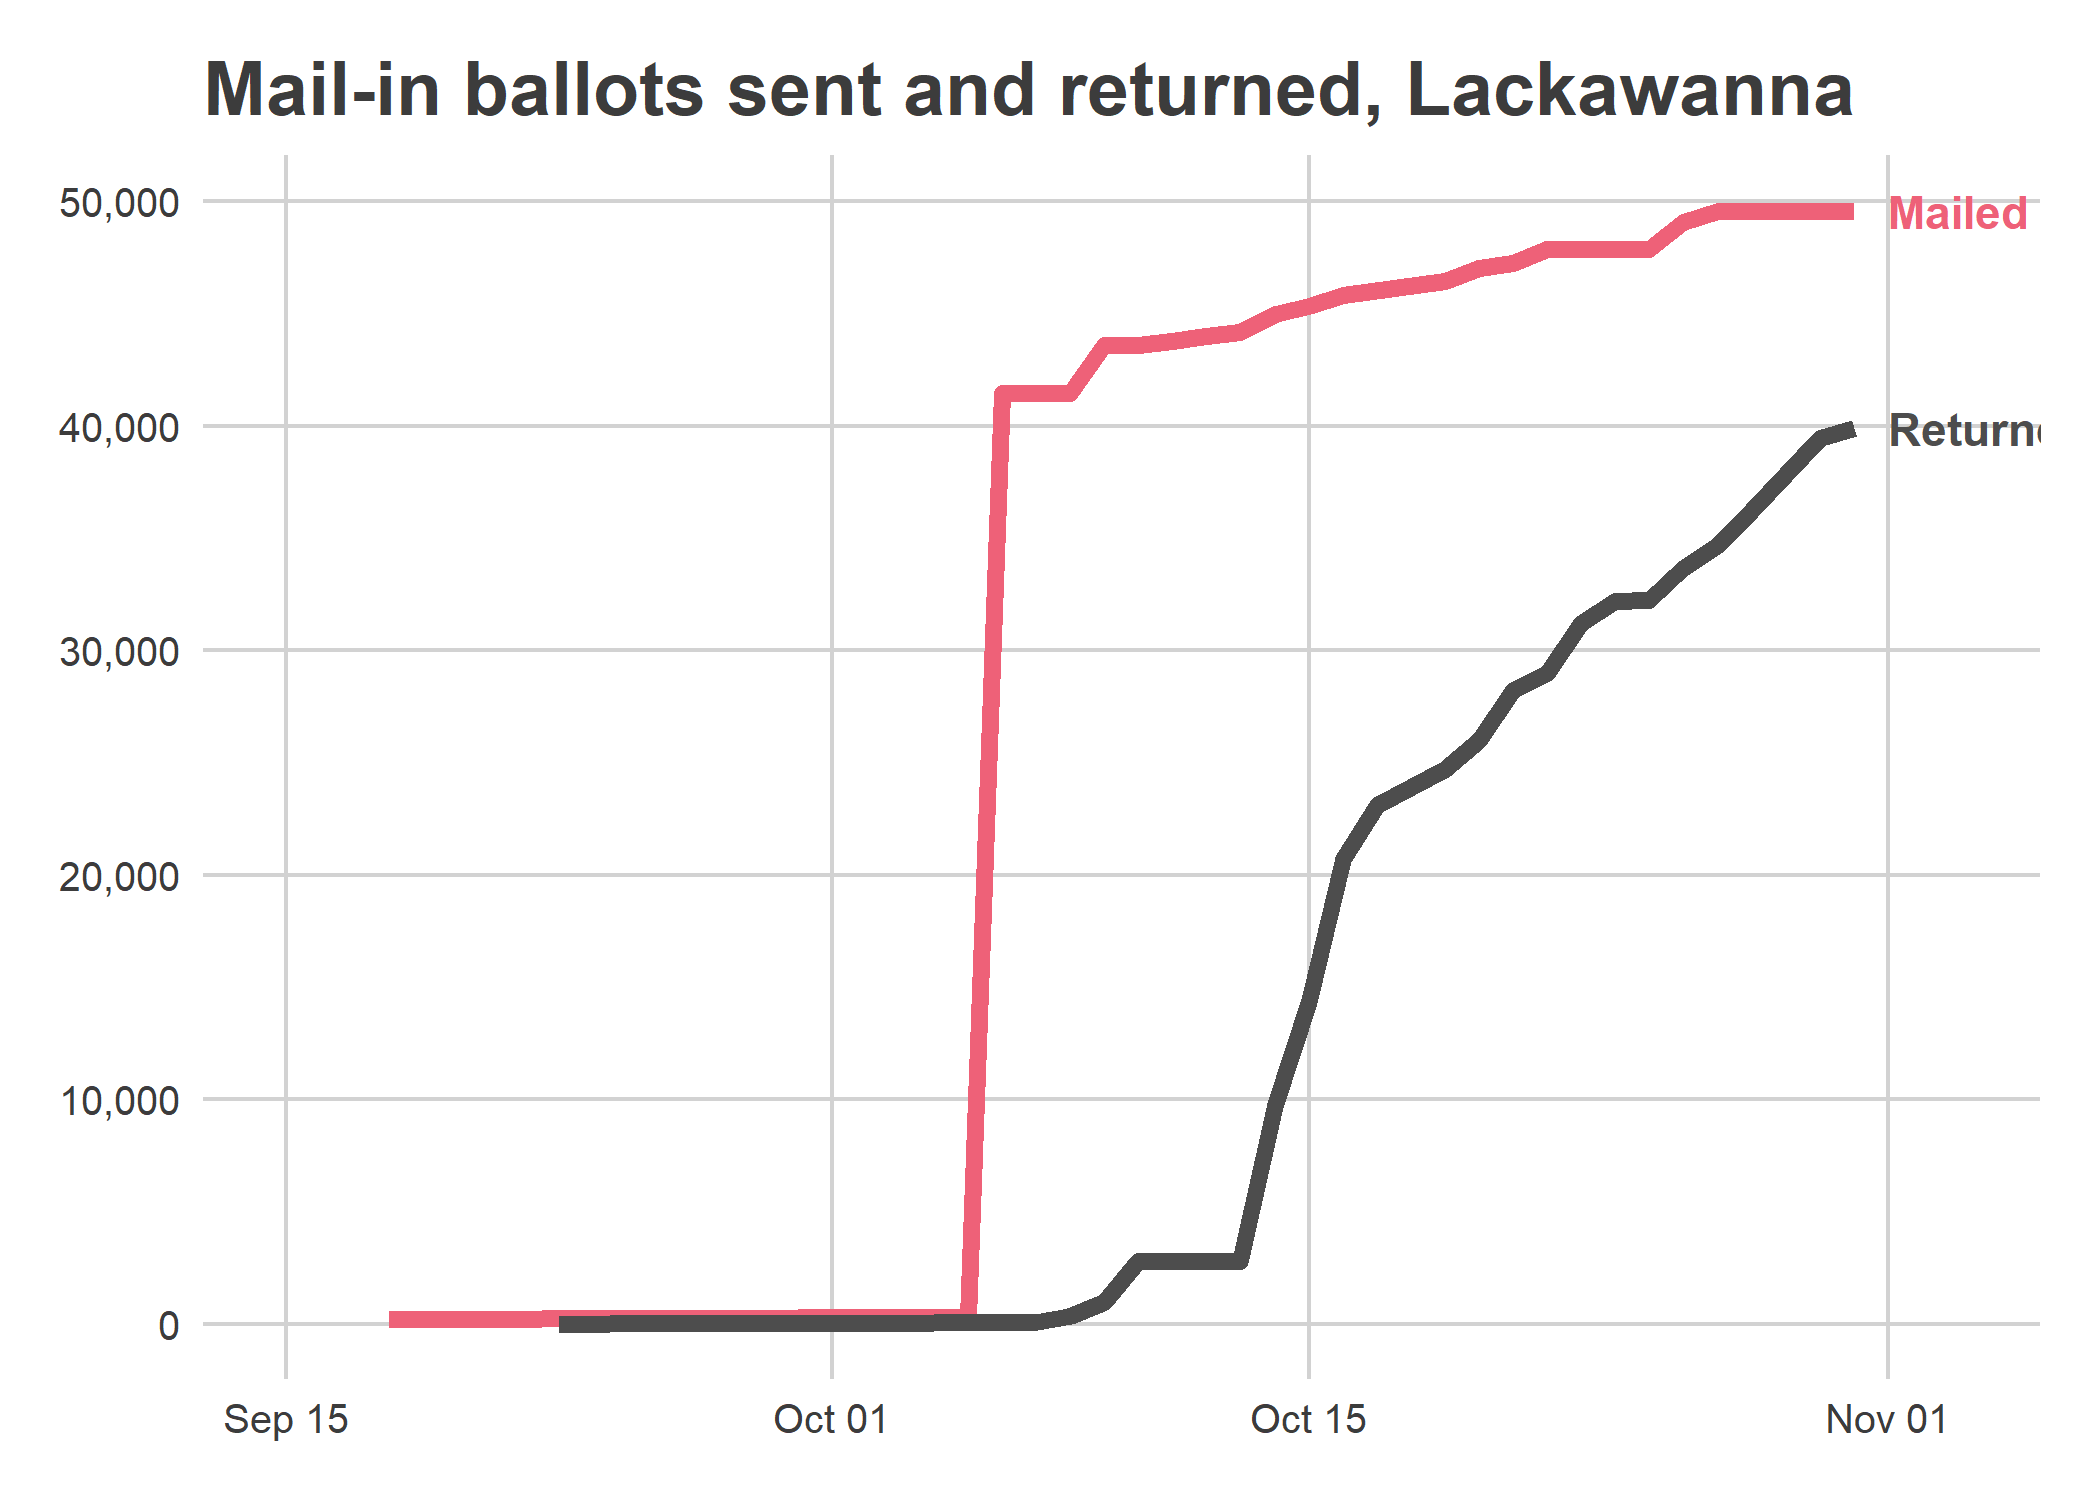 Mail-in ballots sent and returned, Lackawanna
50,000
Mailed
40,000
Returne
30,000
20,000
10,000
0
Sep 15
Oct 01
Oct 15
Nov 01